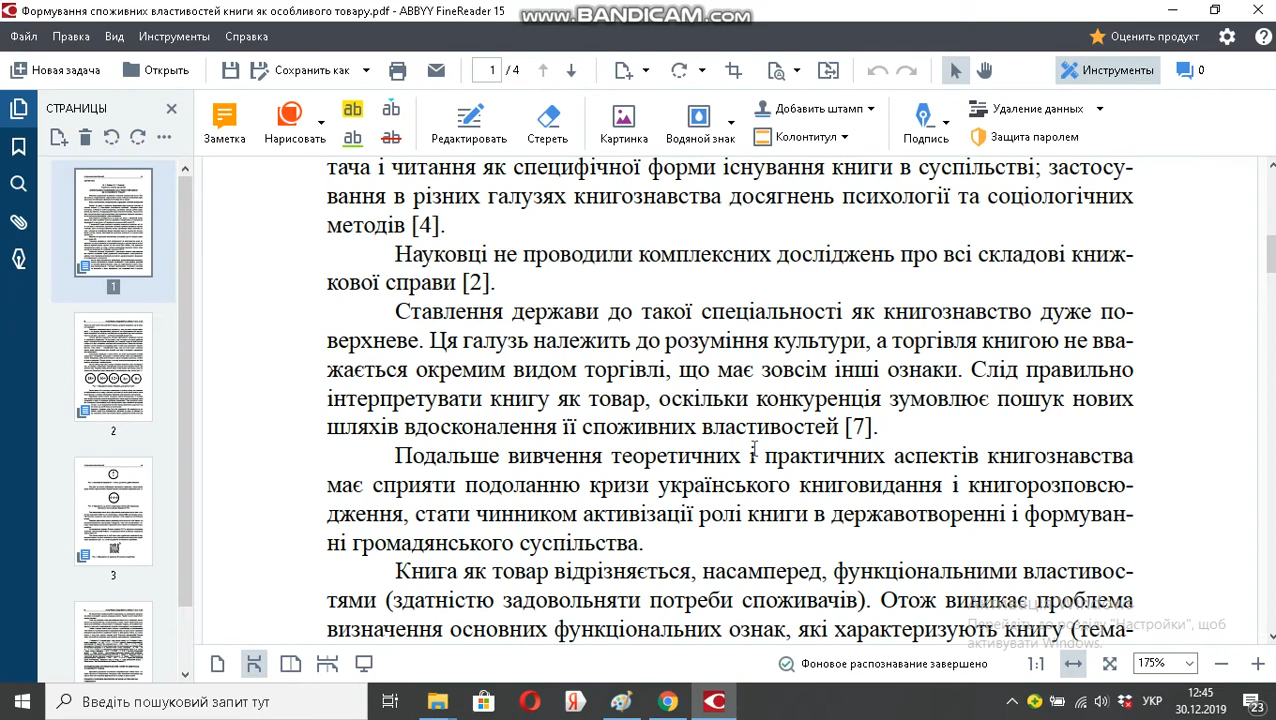 Формування споживних властивостей книги як особливого товару.pdf - ABBYY FineReader 15
www.BANDICAM.com
Файл Правка Вид Инструменты Справка
Оценить продукт
Новая задача Открыть Сохранить как 1 / 4 Инструменты 0
СТРАНИЦЫ
Заметка Нарисовать Редактировать Стереть Картинка Водяной знак Добавить штамп Колонтитул Подпись Удаление данных Защита паролем
тача і читання як специфічної форми існування книги в суспільстві; застосу-
вання в різних галузях книгознавства досягнень психології та соціологічних
методів [4].
Науковці не проводили комплексних досліджень про всі складові книж-
кової справи [2].
Ставлення держави до такої спеціальності як книгознавство дуже по-
верхневе. Ця галузь належить до розуміння культури, а торгівля книгою не вва-
жається окремим видом торгівлі, що має зовсім інші ознаки. Слід правильно
інтерпретувати книгу як товар, оскільки конкуренція зумовлює пошук нових
шляхів вдосконалення її споживних властивостей [7].
Подальше вивчення теоретичних і практичних аспектів книгознавства
має сприяти подоланню кризи українського книговидання і книгорозповсю-
дження, стати чинником активізації ролі книги в державотворенні і формуван-
ні громадянського суспільства.
Книга як товар відрізняється, насамперед, функціональними властивос-
тями (здатністю задовольняти потреби споживачів). Отож виникає проблема
визначення основних функціональних ознак, які характеризують книгу (тема-
1
2
3
Перейдіть до розділу "Настройки", щоб
активувати Windows.
Фоновое распознавание завершено 1:1 175%
Введіть пошуковий запит тут
УКР
12:45
30.12.2019
23